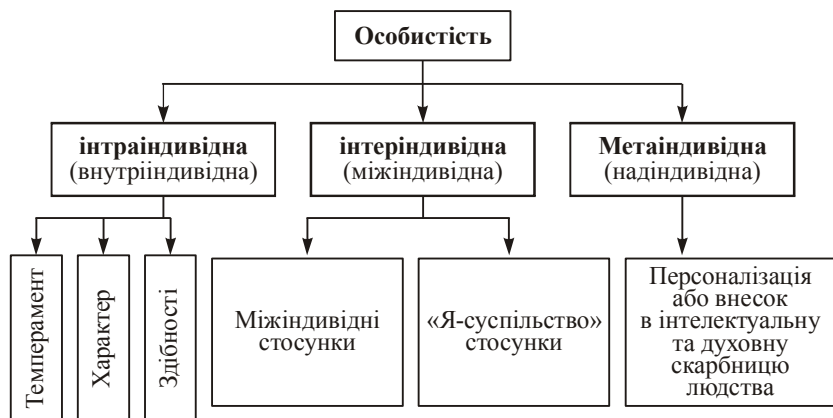 Особистість
інтраіндивідна
(внутрііндивідна)
інтеріндивідна
(міжіндивідна)
Метаіндивідна
(надіндивідна)
Темперамент
Характер
Здібності
Міжіндивідні
стосунки
«Я-суспільство»
стосунки
Персоналізація
або внесок
в інтелектуальну
та духовну
скарбницю
людства